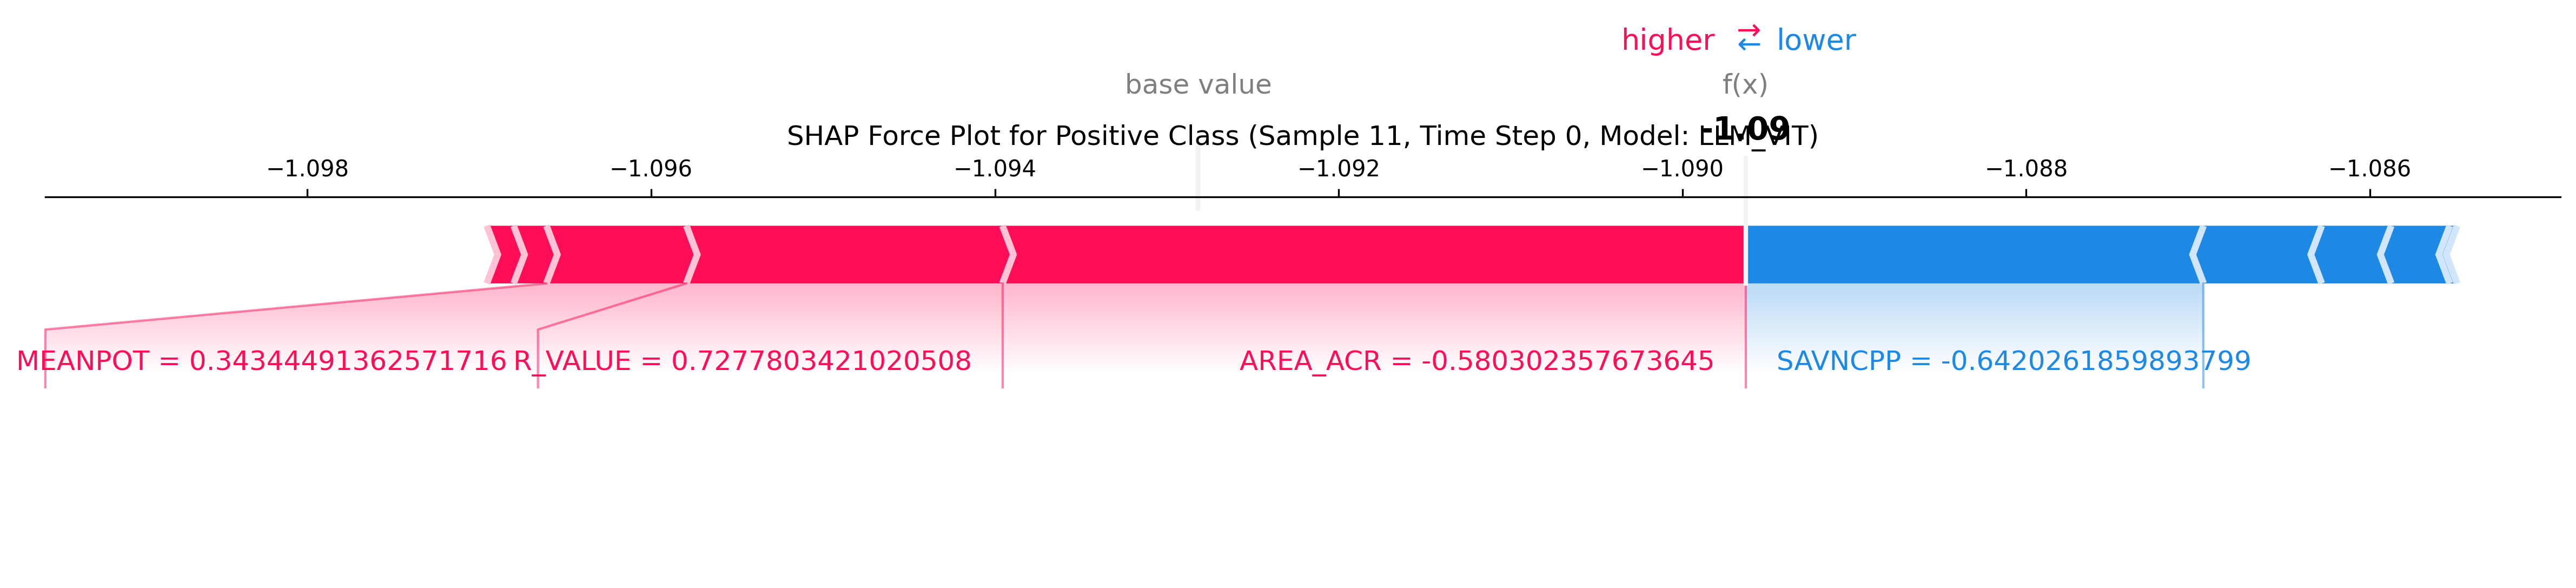 higher ⇄ lower
base value f(x)
SHAP Force Plot for Positive Class (Sample 11, Time Step 0, Model: LLM_VIT)
-1.09
−1.098 −1.096 −1.094 −1.092 −1.090 −1.088 −1.086
MEANPOT = 0.34344491362571716 R_VALUE = 0.7277803421020508 AREA_ACR = -0.580302357673645 SAVNCPP = -0.6420261859893799